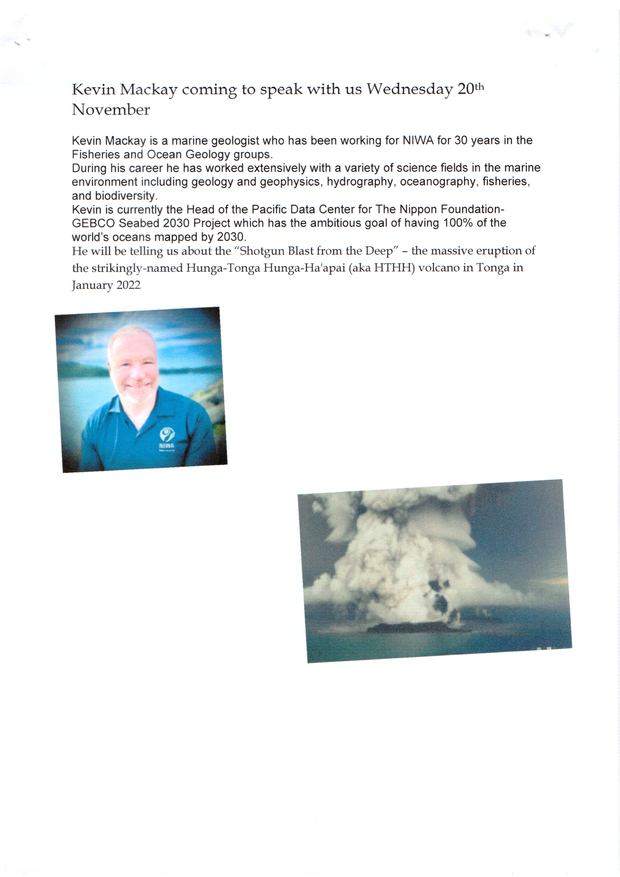 Kevin Mackay coming to speak with us Wednesday 20th
November
Kevin Mackay is a marine geologist who has been working for NIWA for 30 years in the
Fisheries and Ocean Geology groups.
During his career he has worked extensively with a variety of science fields in the marine
environment including geology and geophysics, hydrography, oceanography, fisheries,
and biodiversity.
Kevin is currently the Head of the Pacific Data Center for The Nippon Foundation-
GEBCO Seabed 2030 Project which has the ambitious goal of having 100% of the
world's oceans mapped by 2030.
He will be telling us about the “Shotgun Blast from the Deep” – the massive eruption of
the strikingly-named Hunga-Tonga Hunga-Ha'apai (aka HTHH) volcano in Tonga in
January 2022
NIWA